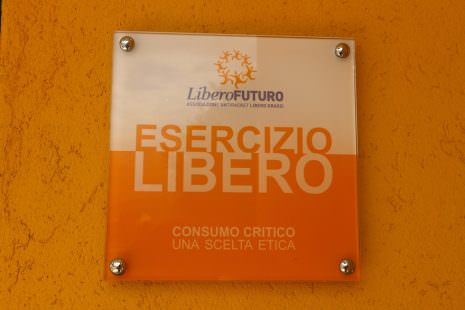 LiberoFUTURO
ASSOCIAZIONE ANTIRACKET LIBERO GRASSI
ESERCIZIO
LIBERO
CONSUMO CRITICO
UNA SCELTA ETICA